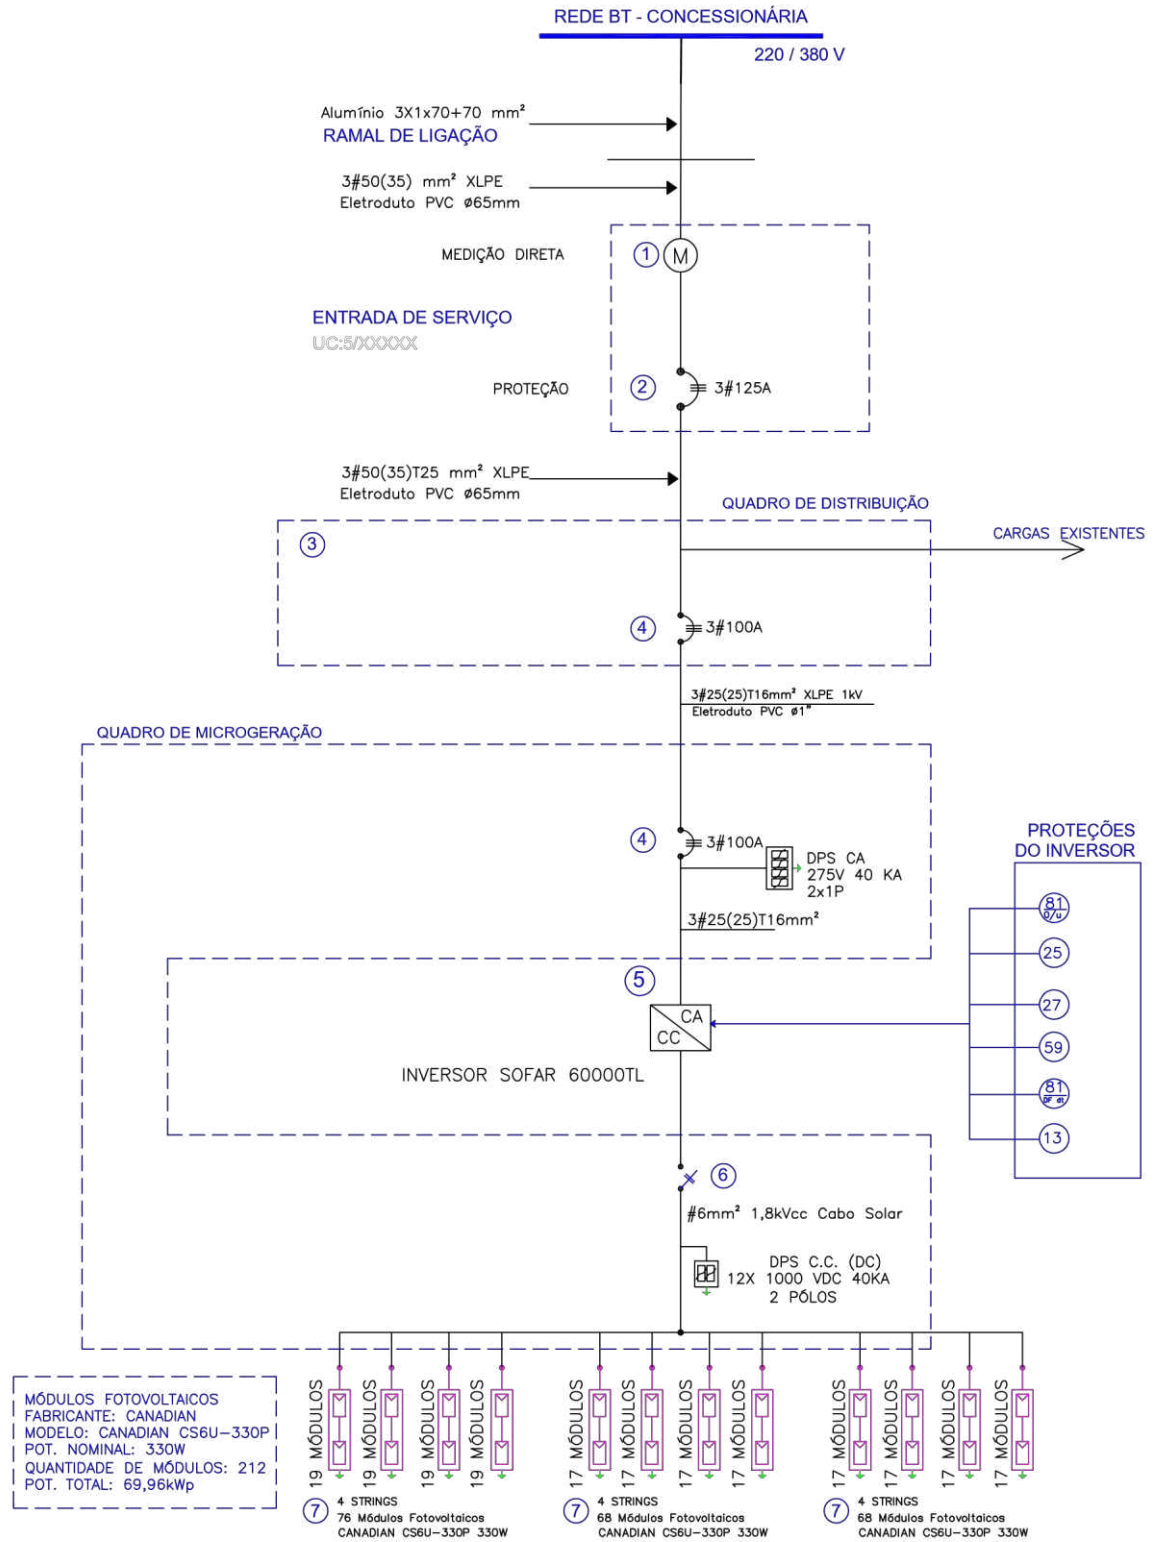 REDE BT - CONCESSIONÁRIA
220 / 380 V
Alumínio 3X1x70+70 mm²
RAMAL DE LIGAÇÃO
3#50(35) mm² XLPE
Eletroduto PVC ø65mm
MEDIÇÃO DIRETA
1
M
ENTRADA DE SERVIÇO
UC:5/XXXXX
PROTEÇÃO
2
3#125A
3#50(35)T25 mm² XLPE
Eletroduto PVC ø65mm
QUADRO DE DISTRIBUIÇÃO
CARGAS EXISTENTES
3
4
3#100A
3#25(25)T16mm² XLPE 1kV
Eletroduto PVC ø1"
QUADRO DE MICROGERAÇÃO
4
3#100A
DPS CA
275V 40 KA
2x1P
3#25(25)T16mm²
PROTEÇÕES
DO INVERSOR
81
O/u
25
27
59
81
DF dt
13
5
CA
CC
INVERSOR SOFAR 60000TL
6
#6mm² 1,8kVcc Cabo Solar
DPS C.C. (DC)
12X 1000 VDC 40KA
2 PÓLOS
MÓDULOS FOTOVOLTAICOS
FABRICANTE: CANADIAN
MODELO: CANADIAN CS6U-330P
POT. NOMINAL: 330W
QUANTIDADE DE MÓDULOS: 212
POT. TOTAL: 69,96kWp
19 MÓDULOS
19 MÓDULOS
19 MÓDULOS
19 MÓDULOS
17 MÓDULOS
17 MÓDULOS
17 MÓDULOS
17 MÓDULOS
17 MÓDULOS
17 MÓDULOS
17 MÓDULOS
17 MÓDULOS
7
4 STRINGS
76 Módulos Fotovoltaicos
CANADIAN CS6U-330P 330W
7
4 STRINGS
68 Módulos Fotovoltaicos
CANADIAN CS6U-330P 330W
7
4 STRINGS
68 Módulos Fotovoltaicos
CANADIAN CS6U-330P 330W